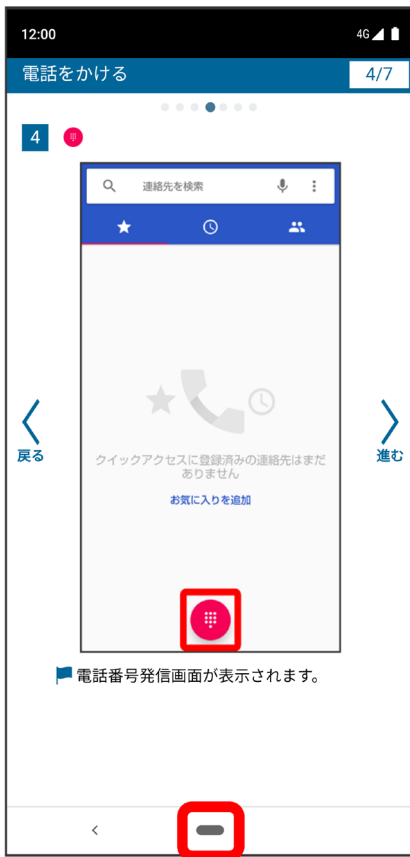 12:00 4G
電話をかける 4/7
4
連絡先を検索
戻る
進む
クイックアクセスに登録済みの連絡先はまだ
ありません
お気に入りを追加
電話番号発信画面が表示されます。